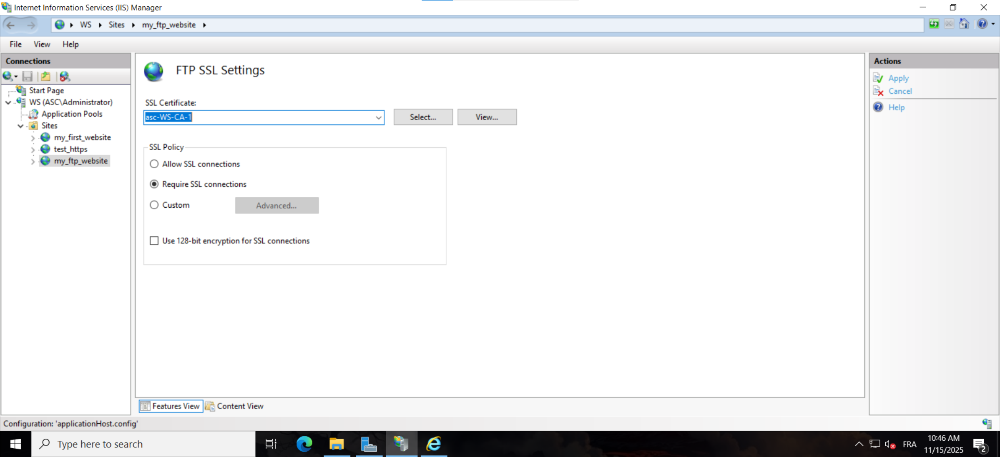 Internet Information Services (IIS) Manager
WS Sites my_ftp_website
File View Help
Connections
Start Page
WS (ASC\Administrator)
Application Pools
Sites
my_first_website
test_https
my_ftp_website
FTP SSL Settings
SSL Certificate:
asc-WS-CA-1
Select...
View...
SSL Policy
Allow SSL connections
Require SSL connections
Custom
Advanced...
Use 128-bit encryption for SSL connections
Features View
Content View
Actions
Apply
Cancel
Help
Configuration: 'applicationHost.config'
Type here to search
FRA
10:46 AM
11/15/2025
2